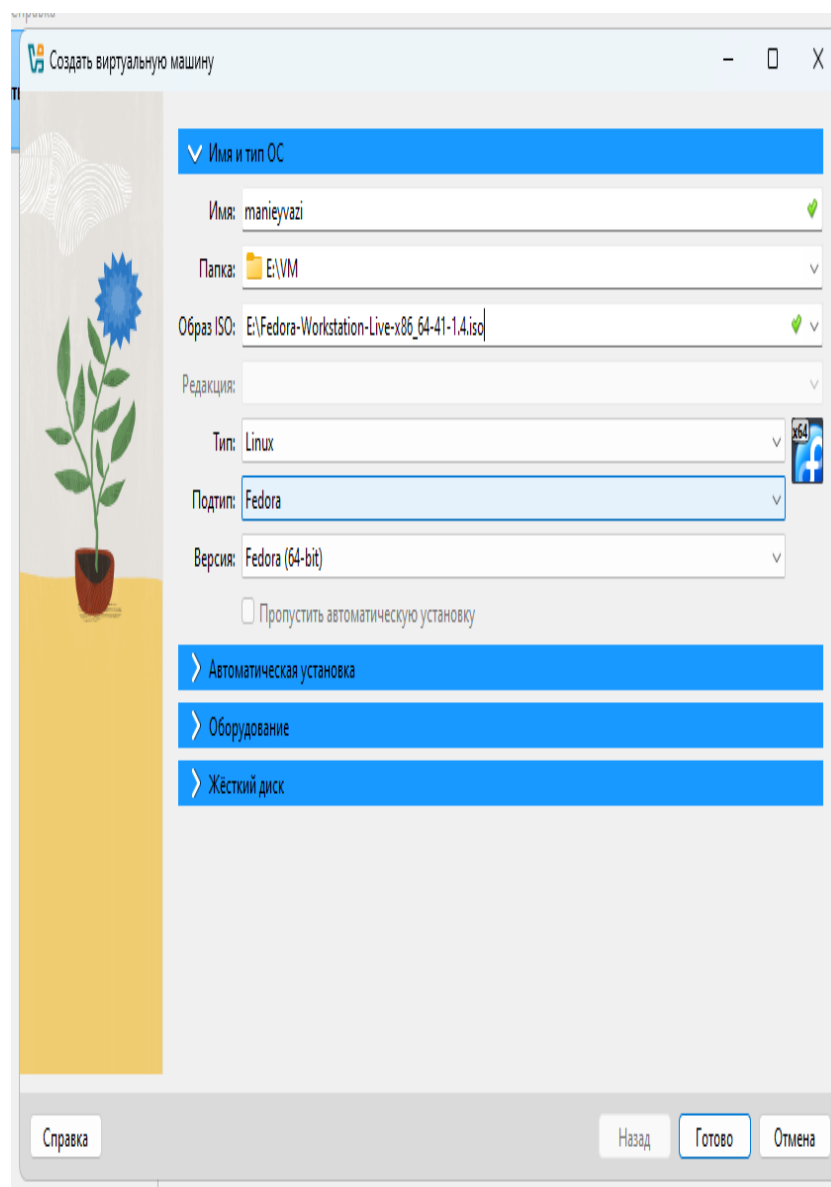 Справка
Создать виртуальную машину
Имя и тип ОС
Имя: manieyvazi
Папка: E:\VM
Образ ISO: E:\Fedora-Workstation-Live-x86_64-41-1.4.iso
Редакция:
Тип: Linux
x64
Подтип: Fedora
Версия: Fedora (64-bit)
Пропустить автоматическую установку
Автоматическая установка
Оборудование
Жёсткий диск
Справка Назад Готово Отмена